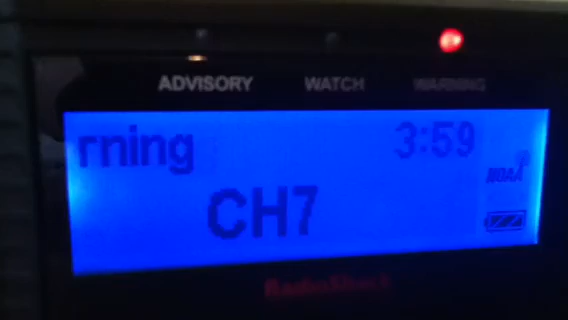 ADVISORY WATCH WARNING
rning 3:59
NOAA
CH7
RadioShack